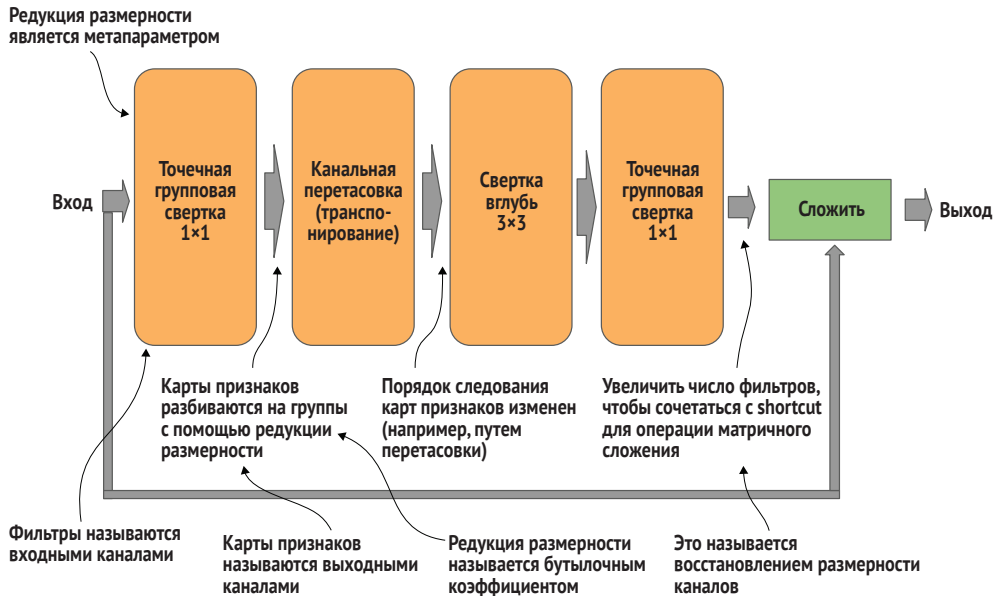 Редукция размерности
является метапараметром
Вход
Точечная
групповая
свертка
1×1
Канальная
перетасовка
(транспо-
нирование)
Свертка
вглубь
3×3
Точечная
групповая
свертка
1×1
Сложить
Выход
Карты признаков
разбиваются на группы
с помощью редукции
размерности
Порядок следования
карт признаков изменен
(например, путем
перетасовки)
Увеличить число фильтров,
чтобы сочетаться с shortcut
для операции матричного
сложения
Фильтры называются
входными каналами
Карты признаков
называются выходными
каналами
Редукция размерности
называется бутылочным
коэффициентом
Это называется
восстановлением размерности
каналов